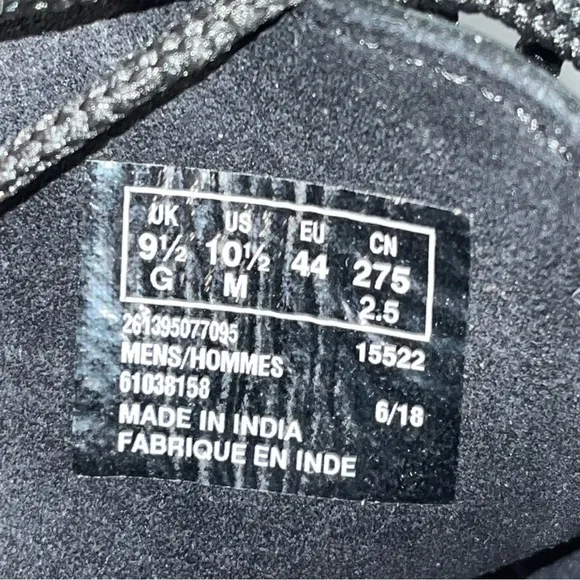 UK US EU CN
9½ 10½ 44 275
G M 2.5
261395077095 15522
MENS/HOMMES
61038158 6/18
MADE IN INDIA
FABRIQUE EN INDE